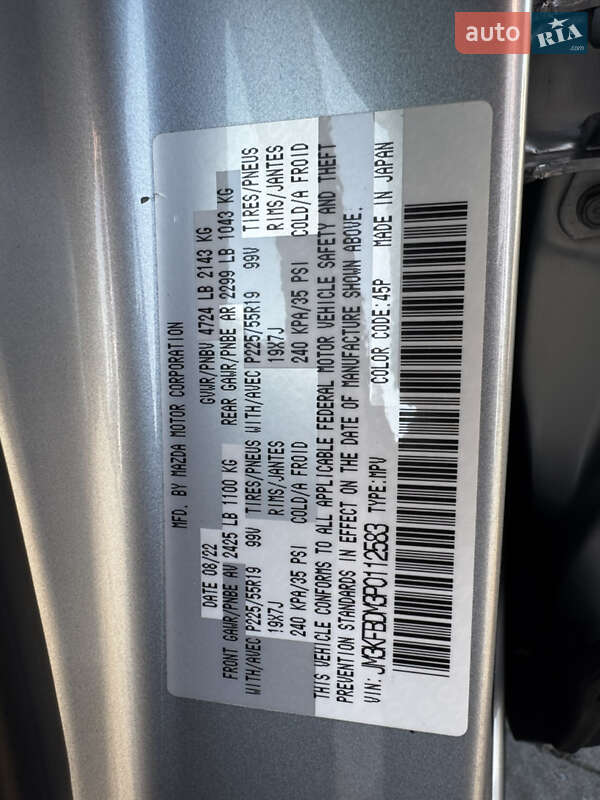 auto RIA .com
MFD. BY MAZDA MOTOR CORPORATION
DATE 08/22 GVWR/PNBV 4724 LB 2143 KG
FRONT GAWR/PNBE AV 2425 LB 1100 KG REAR GAWR/PNBE AR 2299 LB 1043 KG
WITH/AVEC P225/55R19 99V TIRES/PNEUS WITH/AVEC P225/55R19 99V TIRES/PNEUS
19X7J RIMS/JANTES 19X7J RIMS/JANTES
240 KPA/35 PSI COLD/A FROID 240 KPA/35 PSI COLD/A FROID
THIS VEHICLE CONFORMS TO ALL APPLICABLE FEDERAL MOTOR VEHICLE SAFETY AND THEFT
PREVENTION STANDARDS IN EFFECT ON THE DATE OF MANUFACTURE SHOWN ABOVE.
VIN: JM3KFBDM3P0112583 TYPE:MPV COLOR CODE:45P MADE IN JAPAN